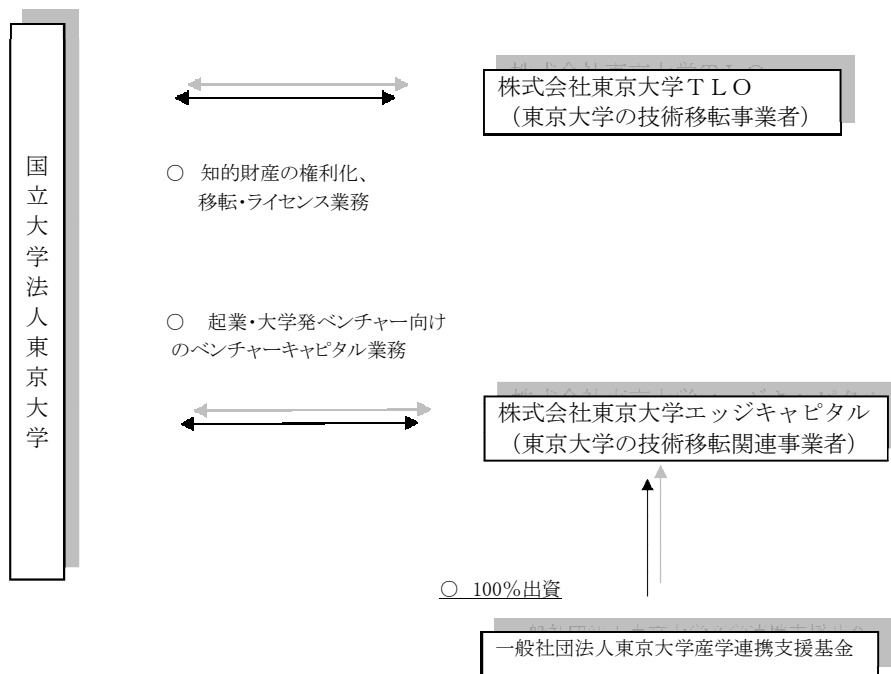 国立大学法人東京大学
株式会社東京大学TLO
（東京大学の技術移転事業者）
○　知的財産の権利化、
移転・ライセンス業務
○　起業・大学発ベンチャー向け
のベンチャーキャピタル業務
株式会社東京大学エッジキャピタル
（東京大学の技術移転関連事業者）
○　100％出資
一般社団法人東京大学産学連携支援基金